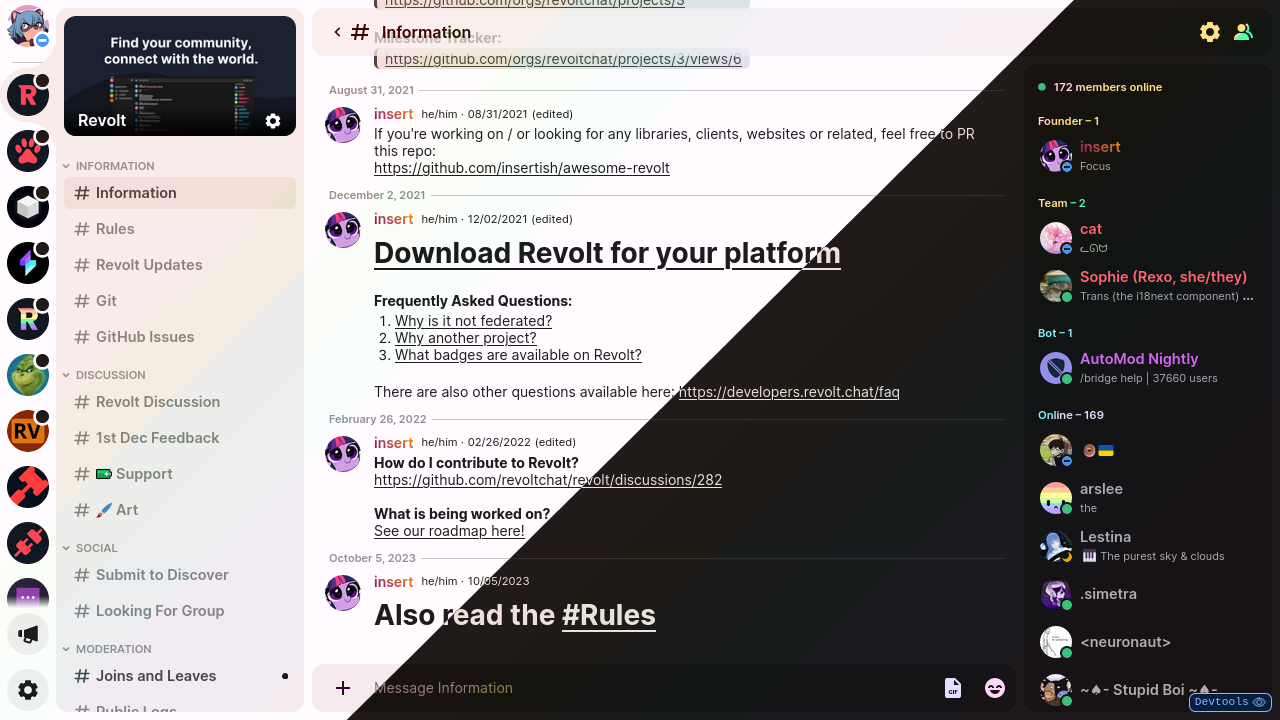 Find your community,
connect with the world.
Revolt
INFORMATION
Information
Rules
Revolt Updates
Git
GitHub Issues
DISCUSSION
Revolt Discussion
1st Dec Feedback
Support
Art
SOCIAL
Submit to Discover
Looking For Group
MODERATION
Joins and Leaves
Public Logs
R
R
RV
https://github.com/orgs/revoltchat/projects/3
# Information
Milestone Tracker:
https://github.com/orgs/revoltchat/projects/3/views/6
August 31, 2021
insert he/him · 08/31/2021 (edited)
If you're working on / or looking for any libraries, clients, websites or related, feel free to PR
this repo:
https://github.com/insertish/awesome-revolt
December 2, 2021
insert he/him · 12/02/2021 (edited)
Download Revolt for your platform
Frequently Asked Questions:
1. Why is it not federated?
2. Why another project?
3. What badges are available on Revolt?
There are also other questions available here: https://developers.revolt.chat/faq
February 26, 2022
insert he/him · 02/26/2022 (edited)
How do I contribute to Revolt?
https://github.com/revoltchat/revolt/discussions/282
What is being worked on?
See our roadmap here!
October 5, 2023
insert he/him · 10/05/2023
Also read the #Rules
Message Information
GIF
172 members online
Founder – 1
insert
Focus
Team – 2
cat
ᓚᘏᗢ
Sophie (Rexo, she/they)
Trans (the i18next component) ...
Bot – 1
AutoMod Nightly
/bridge help | 37660 users
Online – 169
🍩🇺🇦
arslee
the
Lestina
🎹 The purest sky & clouds
.simetra
<neuronaut>
~♠- Stupid Boi ~♠-
Devtools